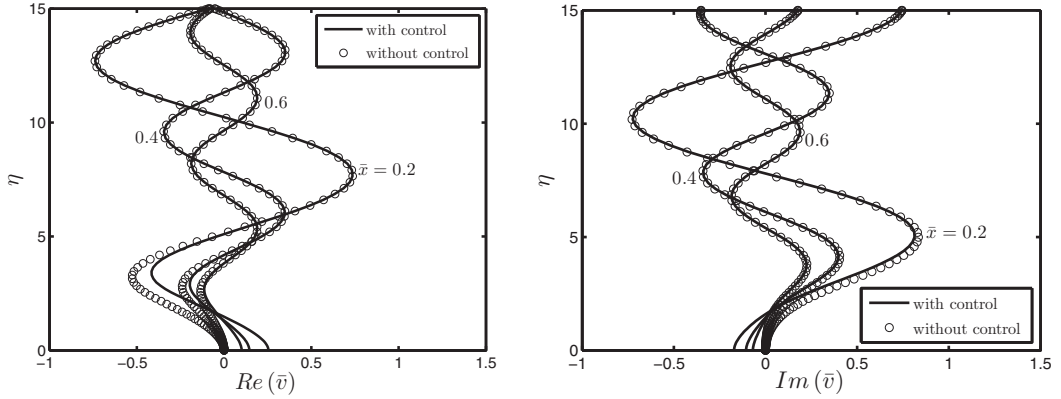 15
10
5
0
η
−1
−0.5
0
0.5
1
1.5
Re (v̄)
with control
without control
0.6
0.4
x̄ = 0.2
15
10
5
0
η
−1
−0.5
0
0.5
1
1.5
Im (v̄)
0.6
0.4
x̄ = 0.2
with control
without control